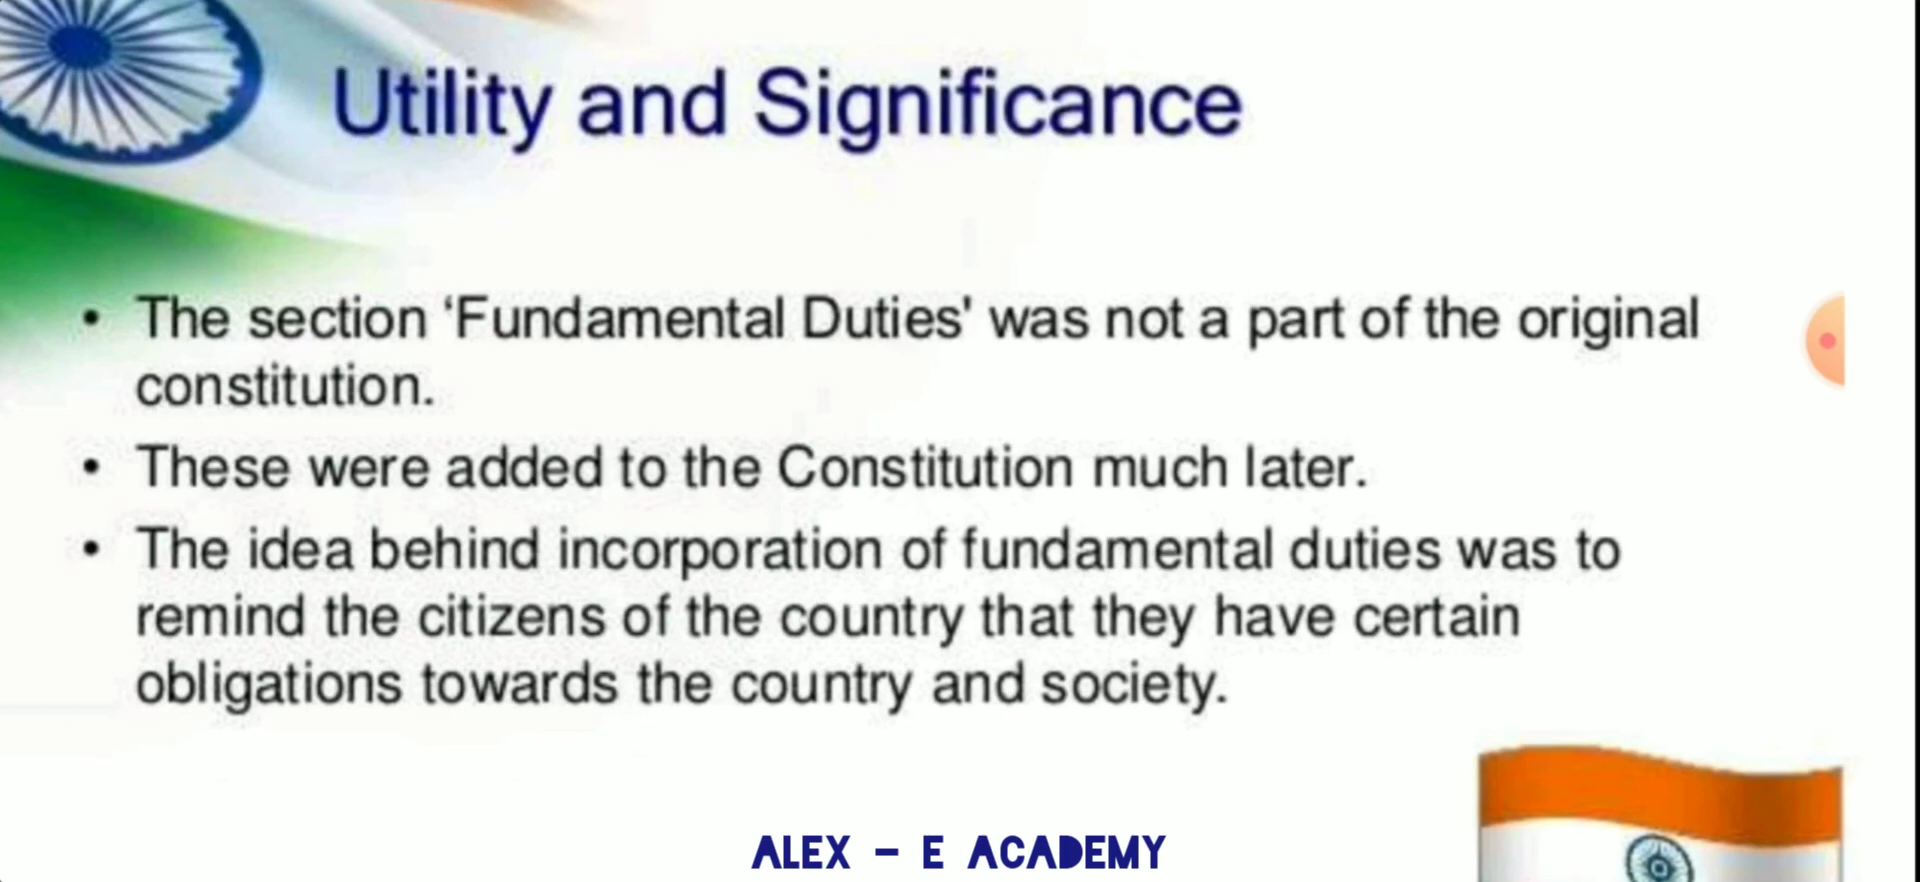 Utility and Significance
• The section ‘Fundamental Duties' was not a part of the original
constitution.
• These were added to the Constitution much later.
• The idea behind incorporation of fundamental duties was to
remind the citizens of the country that they have certain
obligations towards the country and society.
ALEX – E ACADEMY